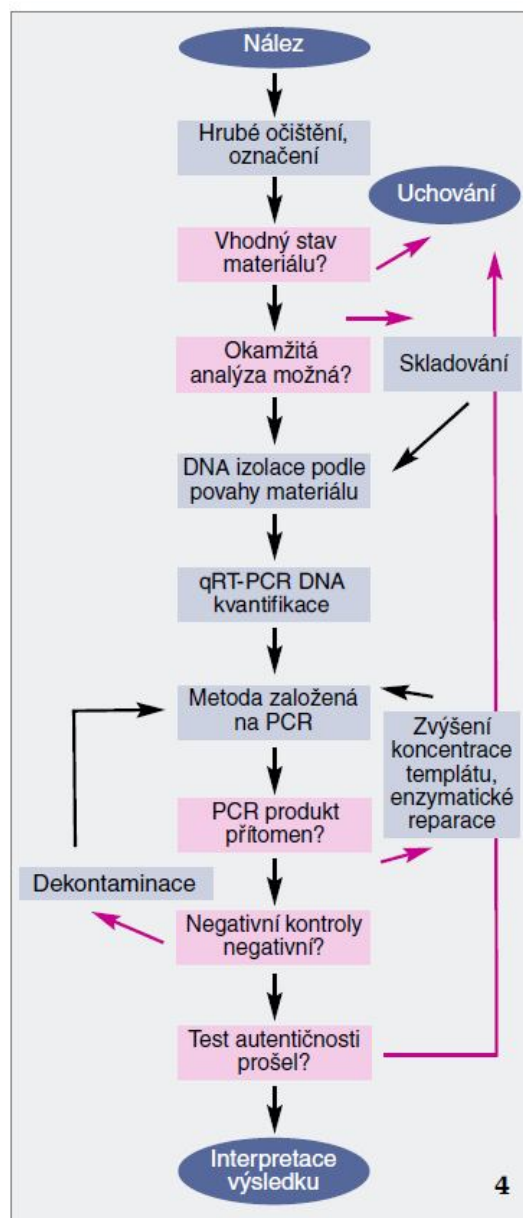 Nález
Hrubé očištění,
označení
Uchování
Vhodný stav
materiálu?
Okamžitá
analýza možná?
Skladování
DNA izolace podle
povahy materiálu
qRT-PCR DNA
kvantifikace
Metoda založená
na PCR
Zvýšení
koncentrace
templátu,
enzymatické
reparace
PCR produkt
přítomen?
Dekontaminace
Negativní kontroly
negativní?
Test autentičnosti
prošel?
Interpretace
výsledku
4